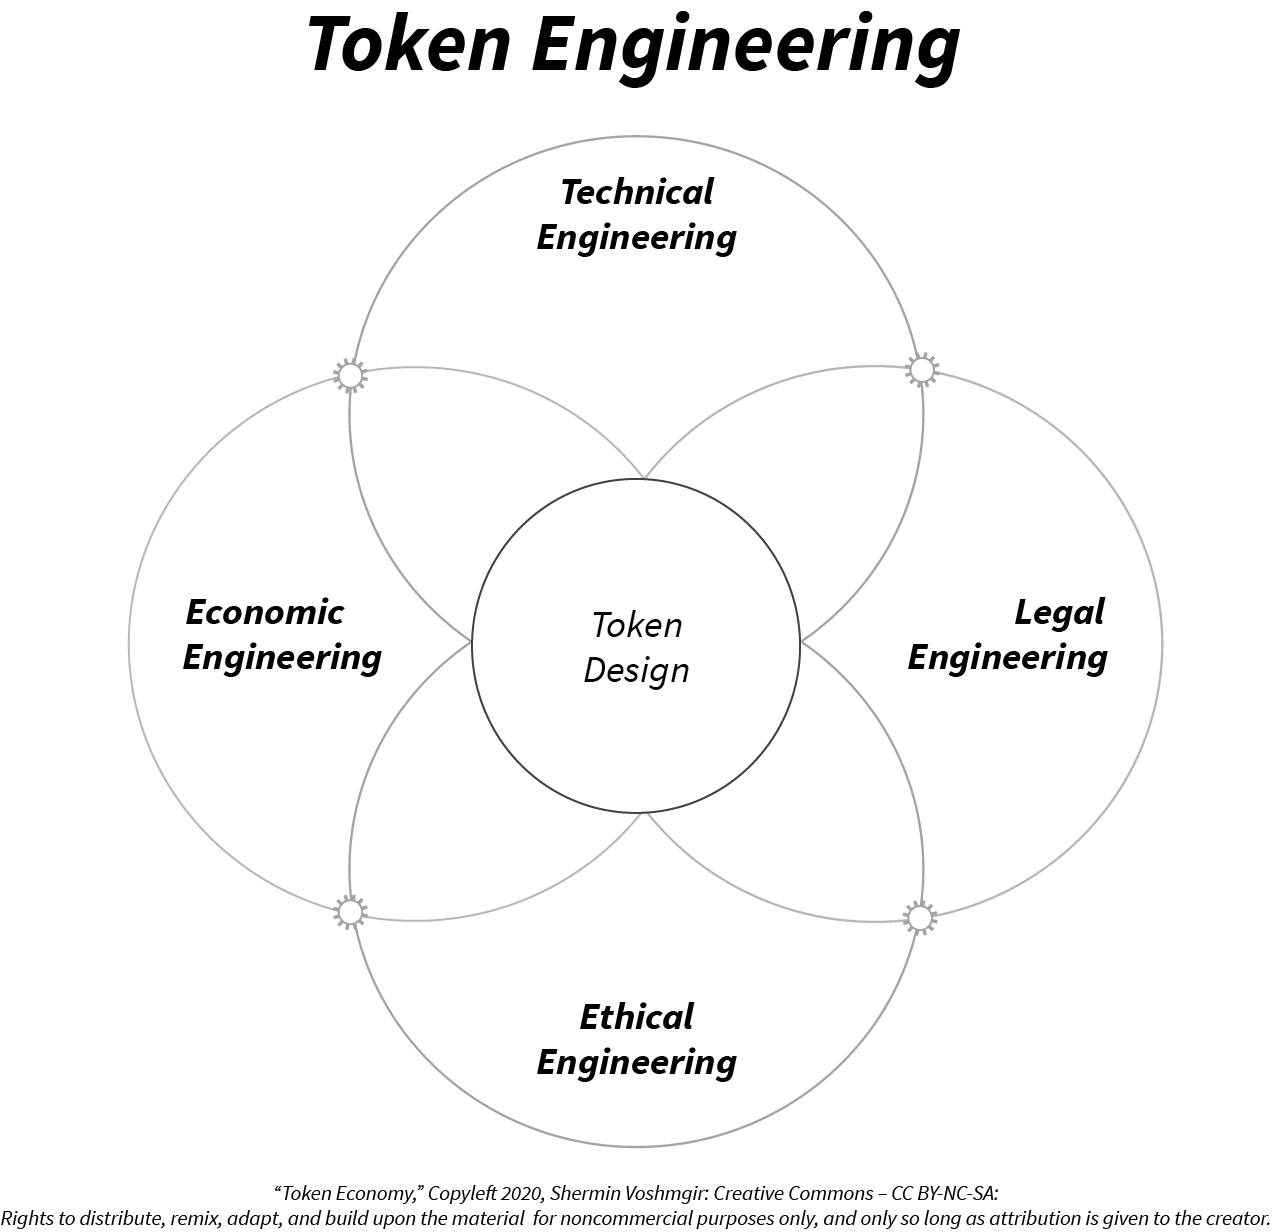 Token Engineering
Technical
Engineering
Economic
Engineering
Token
Design
Legal
Engineering
Ethical
Engineering
“Token Economy,” Copyleft 2020, Shermin Voshmgir: Creative Commons – CC BY-NC-SA:
Rights to distribute, remix, adapt, and build upon the material for noncommercial purposes only, and only so long as attribution is given to the creator.